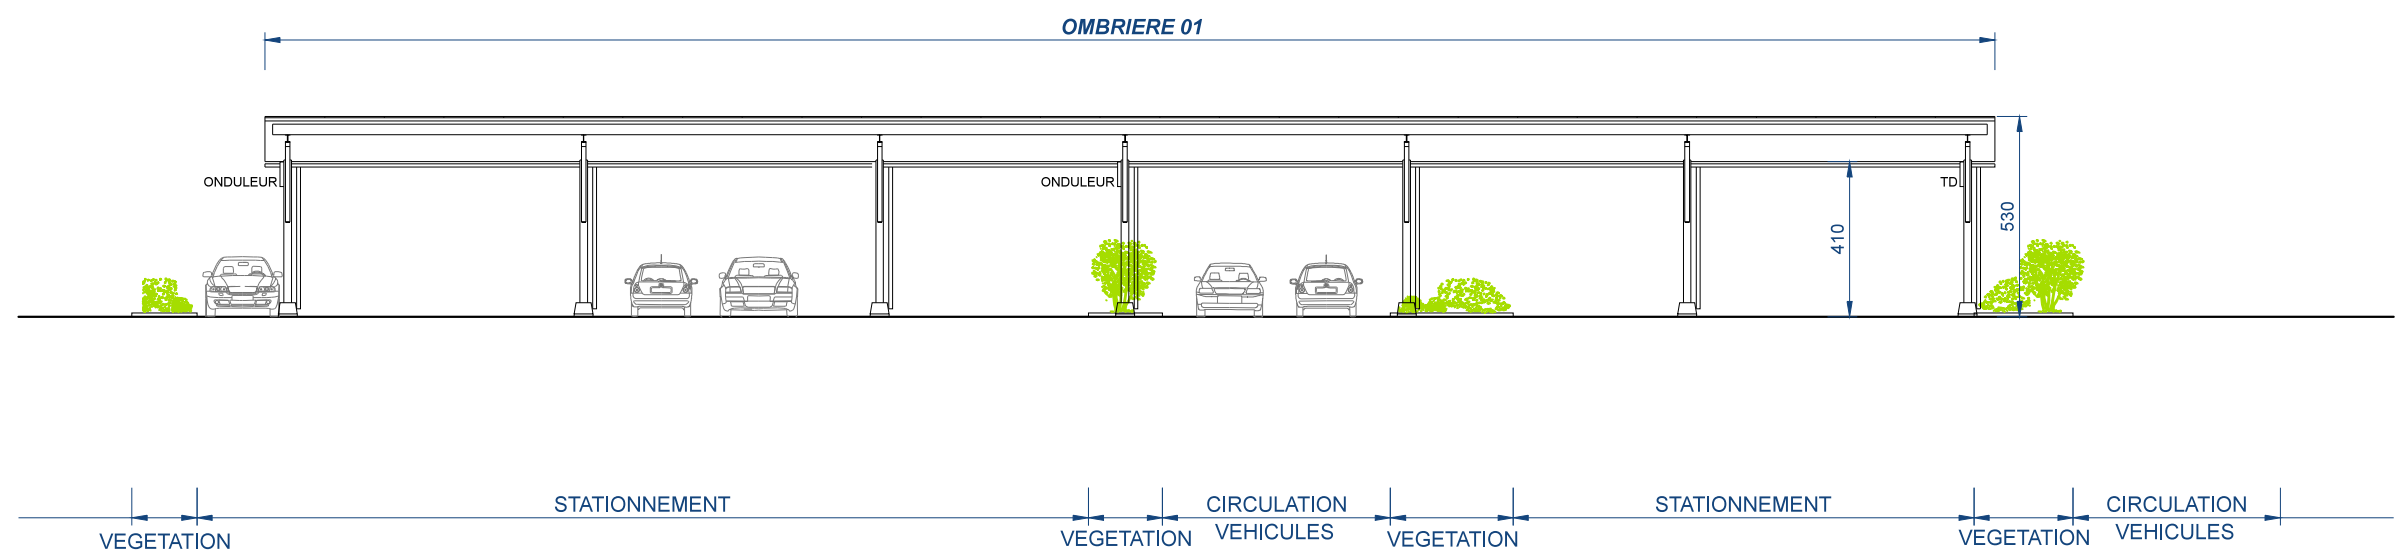 OMBRIERE 01
ONDULEUR
ONDULEUR
TD
530
410
STATIONNEMENT
CIRCULATION
VEHICULES
STATIONNEMENT
CIRCULATION
VEHICULES
VEGETATION
VEGETATION
VEGETATION
VEGETATION